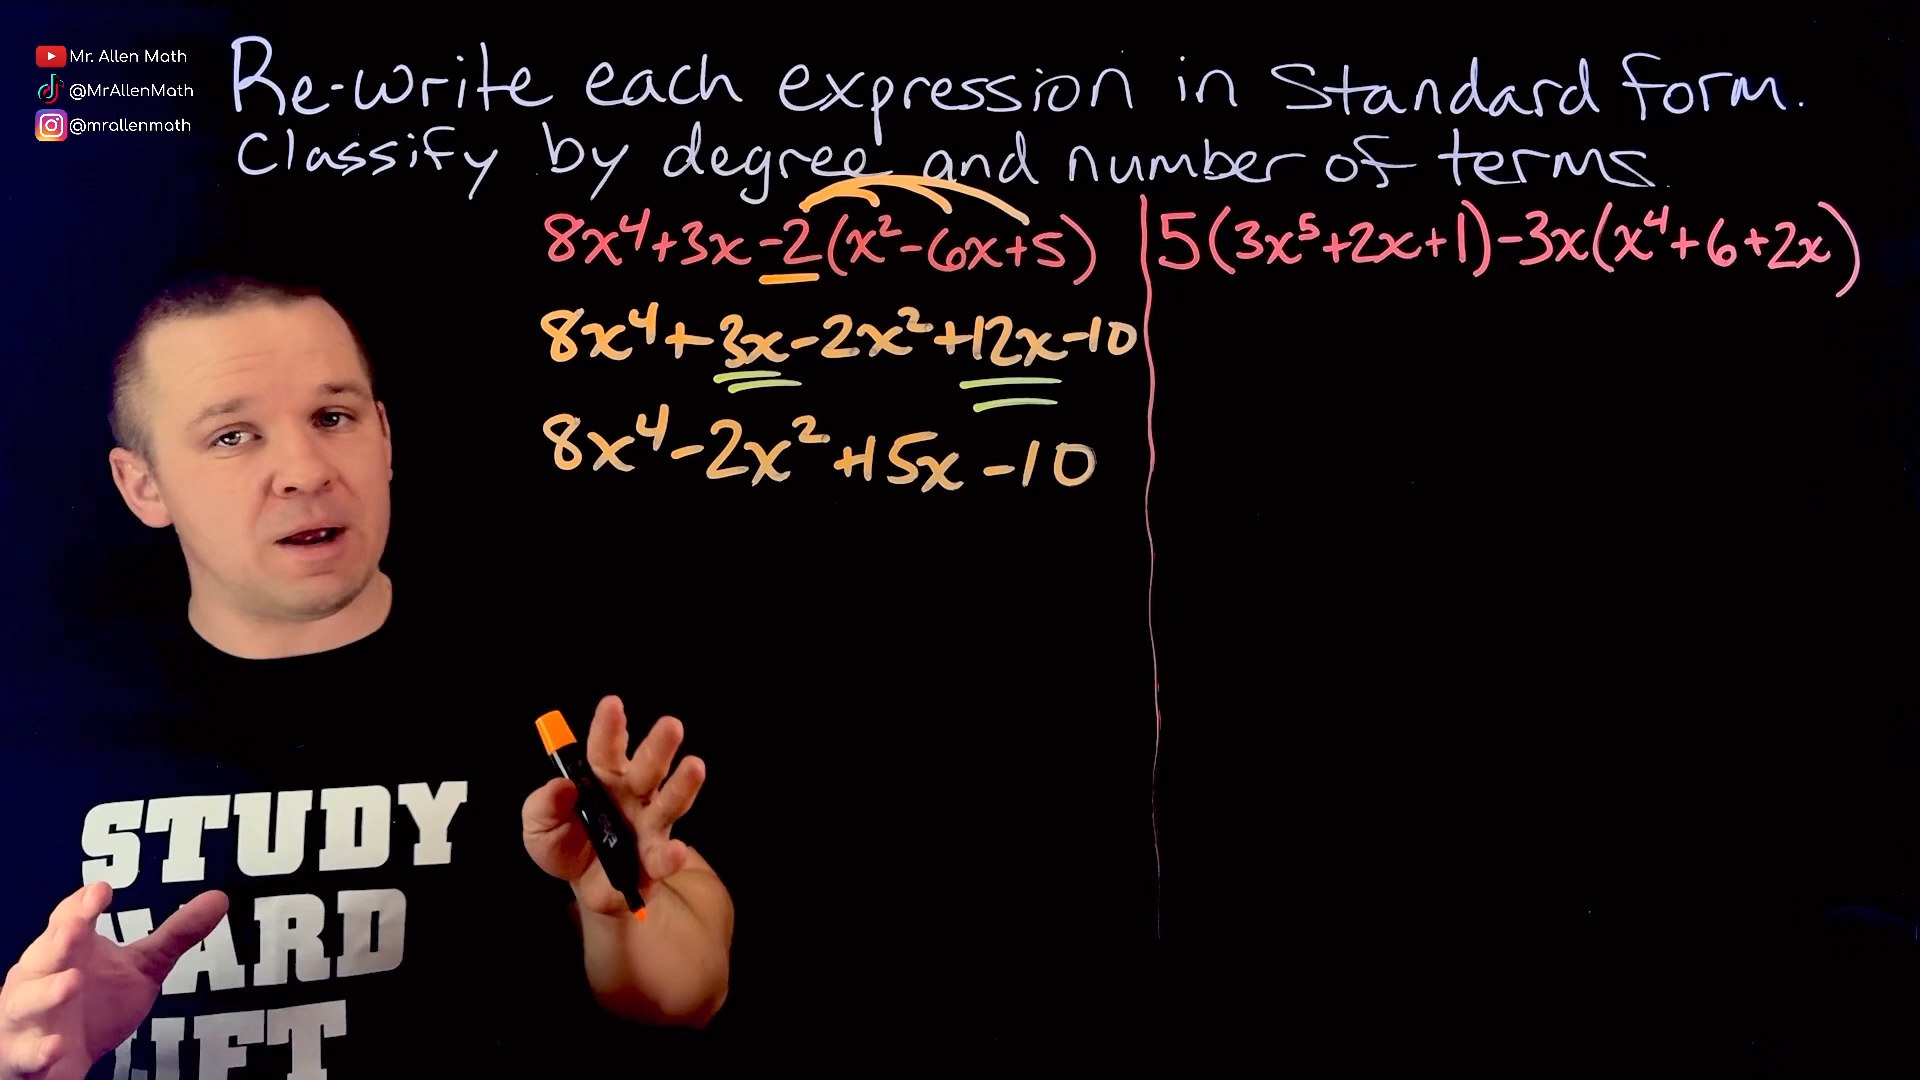 Mr. Allen Math
@MrAllenMath
@mrallenmath
Re-write each expression in Standard form.
Classify by degree and number of terms.
8x⁴+3x-2(x²-6x+5)
8x⁴+3x-2x²+12x-10
8x⁴-2x²+15x-10
5(3x⁵+2x+1)-3x(x⁴+6+2x)
STUDY
HARD
LIFT